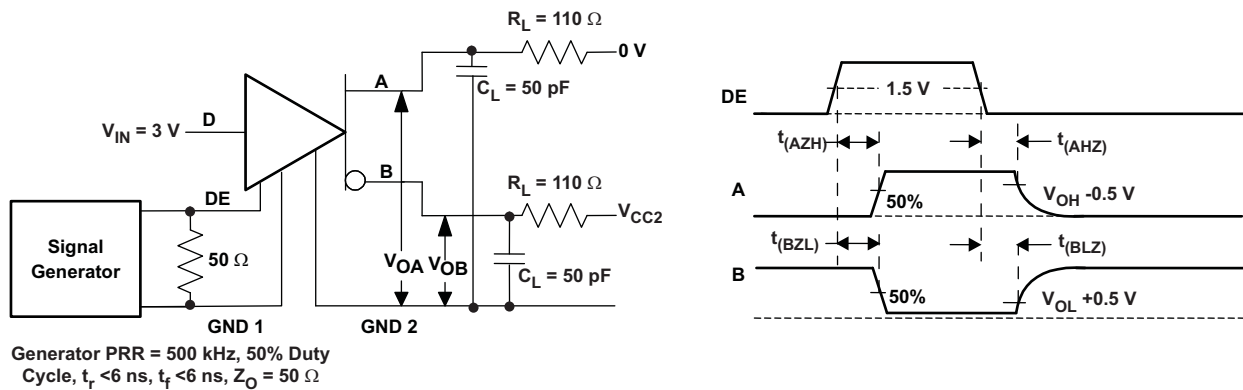 R_L = 110 Ω
0 V
A
C_L = 50 pF
V_IN = 3 V
D
B
R_L = 110 Ω
DE
V_CC2
Signal
Generator
50 Ω
V_OA
V_OB
C_L = 50 pF
GND 1
GND 2
Generator PRR = 500 kHz, 50% Duty
Cycle, t_r <6 ns, t_f <6 ns, Z_O = 50 Ω
DE
1.5 V
t_(AZH)
t_(AHZ)
A
50%
V_OH -0.5 V
t_(BZL)
t_(BLZ)
B
50%
V_OL +0.5 V